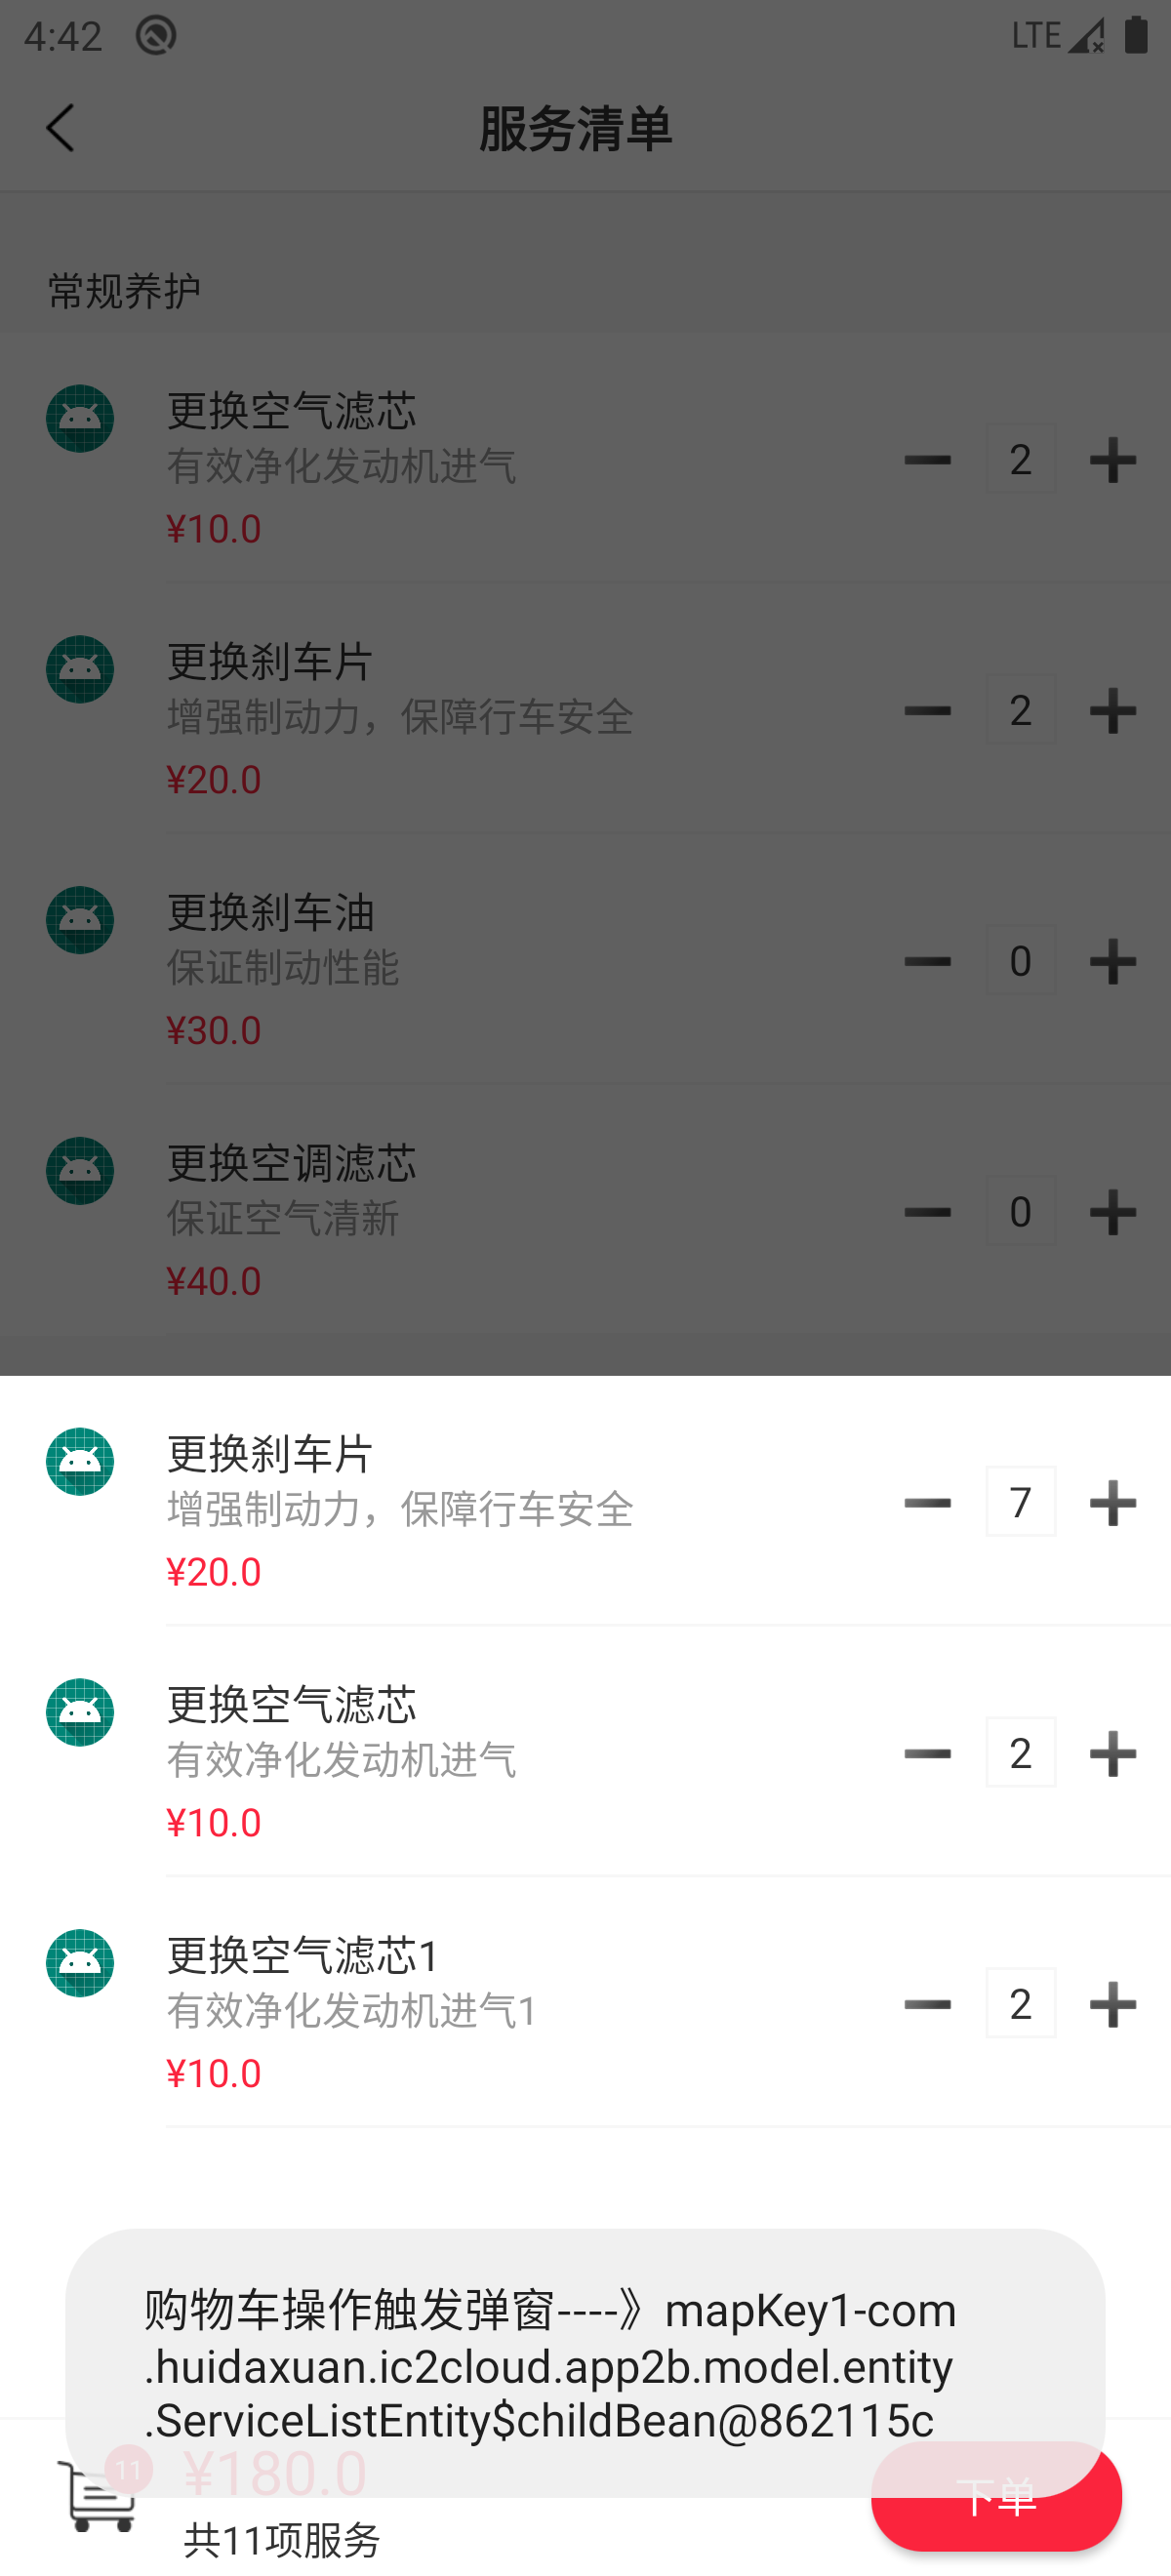 4:42
LTE
服务清单
常规养护
更换空气滤芯
有效净化发动机进气
2
¥10.0
更换刹车片
增强制动力，保障行车安全
2
¥20.0
更换刹车油
保证制动性能
0
¥30.0
更换空调滤芯
保证空气清新
0
¥40.0
更换刹车片
增强制动力，保障行车安全
7
¥20.0
更换空气滤芯
有效净化发动机进气
2
¥10.0
更换空气滤芯1
有效净化发动机进气1
2
¥10.0
购物车操作触发弹窗----》mapKey1-com
.huidaxuan.ic2cloud.app2b.model.entity
.ServiceListEntity$childBean@862115c
11
¥180.0
下单
共11项服务